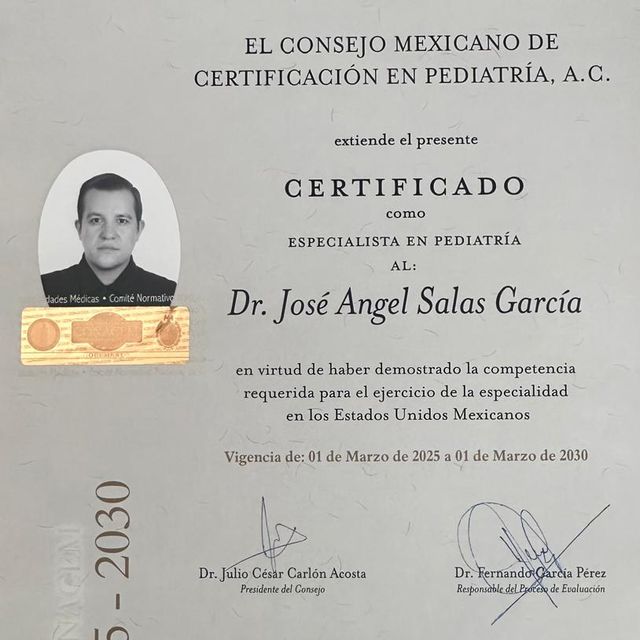 EL CONSEJO MEXICANO DE
CERTIFICACIÓN EN PEDIATRÍA, A.C.
extiende el presente
CERTIFICADO
como
ESPECIALISTA EN PEDIATRÍA
AL:
Dr. José Angel Salas García
dades Médicas • Comité Normativo
en virtud de haber demostrado la competencia
requerida para el ejercicio de la especialidad
en los Estados Unidos Mexicanos
Vigencia de: 01 de Marzo de 2025 a 01 de Marzo de 2030
5 - 2030
Dr. Julio César Carlón Acosta
Presidente del Consejo
Dr. Fernando García Pérez
Responsable del Proceso de Evaluación